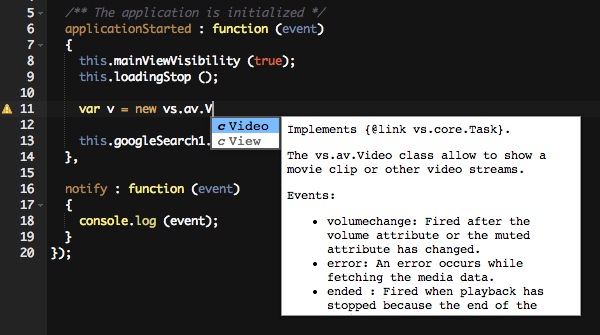 5 /** The application is initialized */
6 applicationStarted : function (event)
7 {
8 this.mainViewVisibility (true);
9 this.loadingStop ();
10
11 var v = new vs.av.V
12
13 this.googleSearch1.
14 },
15
16 notify : function (event)
17 {
18 console.log (event);
19 }
20 });
c Video
c View
Implements {@link vs.core.Task}.
The vs.av.Video class allow to show a
movie clip or other video streams.
Events:
• volumechange: Fired after the
volume attribute or the muted
attribute has changed.
• error: An error occurs while
fetching the media data.
• ended : Fired when playback has
stopped because the end of the